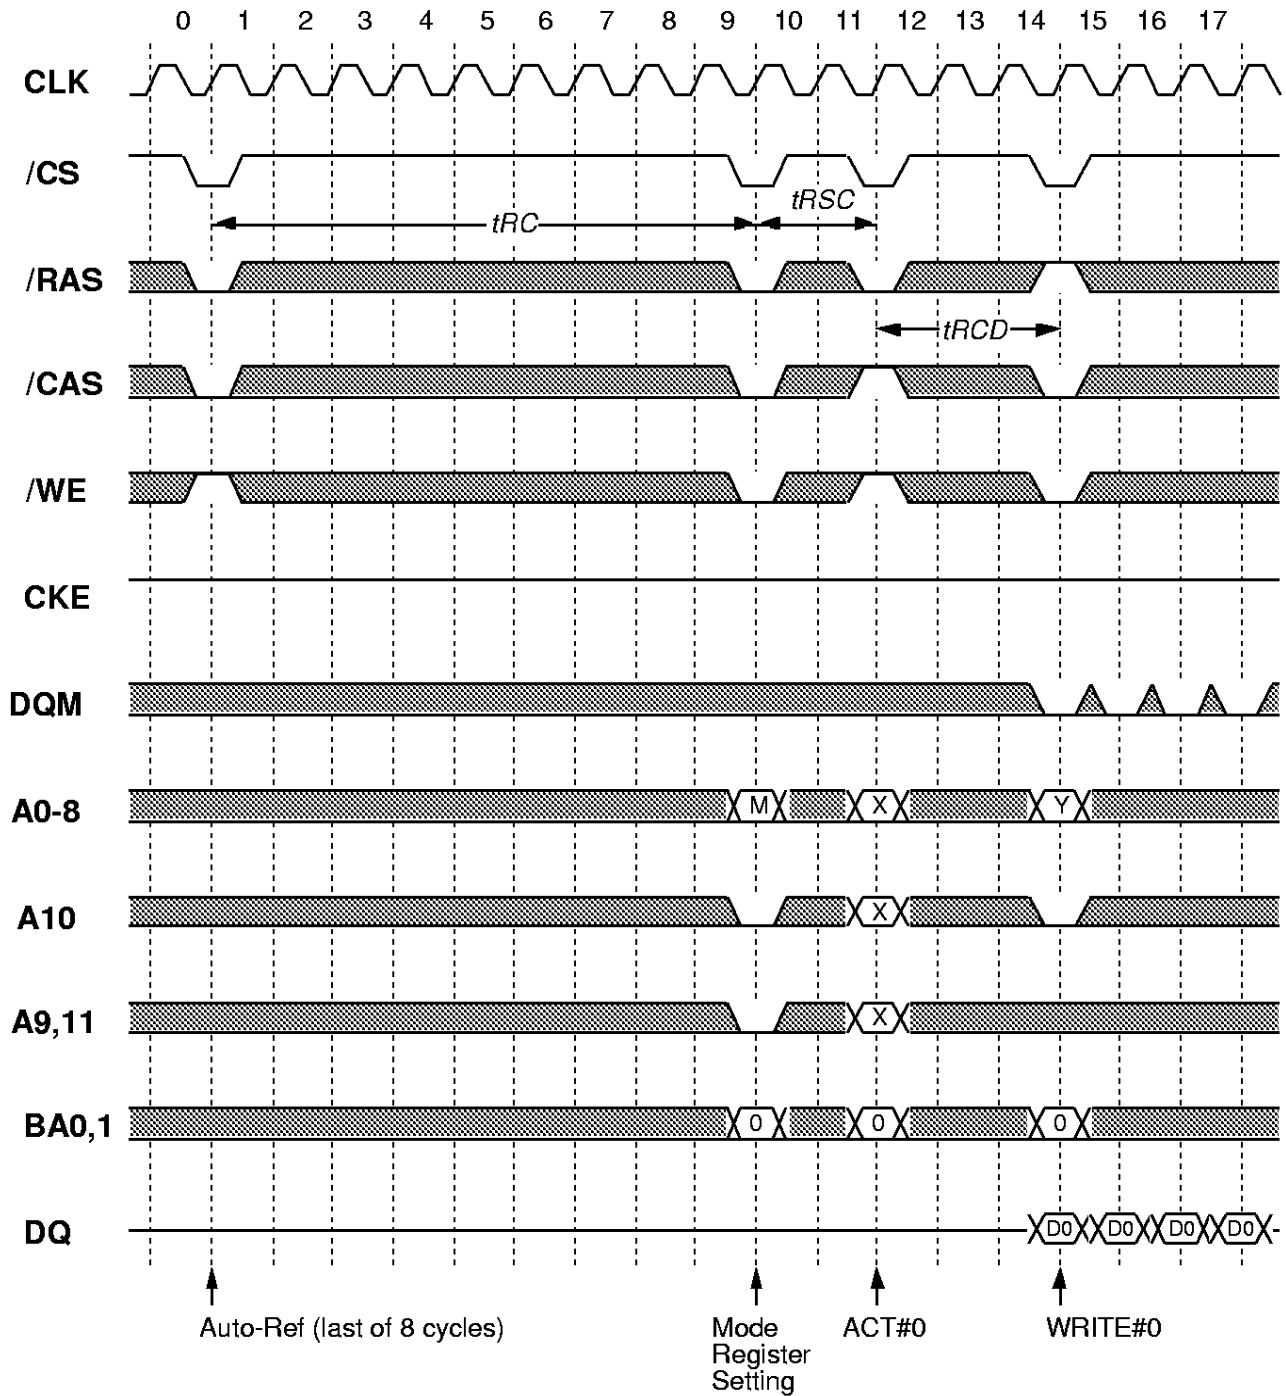 0 1 2 3 4 5 6 7 8 9 10 11 12 13 14 15 16 17
CLK
/CS
tRSC
tRC
/RAS
tRCD
/CAS
/WE
CKE
DQM
A0-8 M X Y
A10 X
A9,11 X
BA0,1 0 0 0
DQ D0 D0 D0 D0
Auto-Ref (last of 8 cycles) Mode ACT#0 WRITE#0
Register
Setting